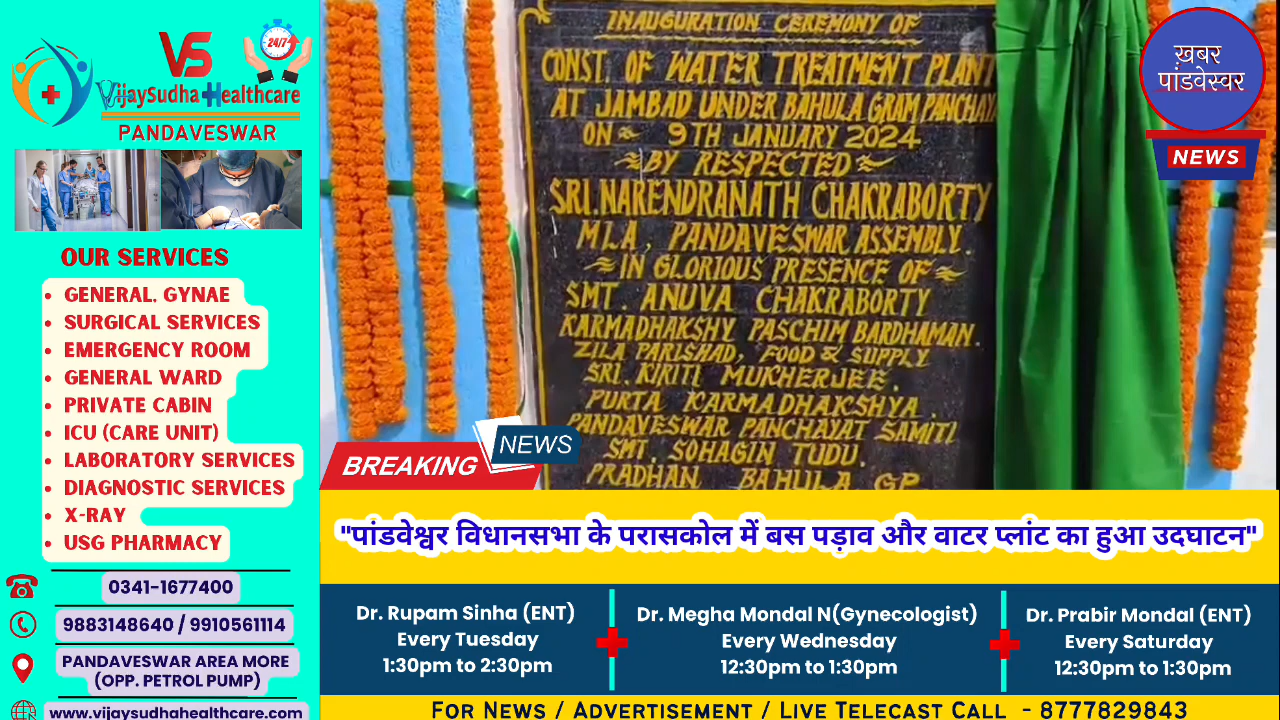 VS
24/7
VijaySudha Healthcare
PANDAVESWAR
OUR SERVICES
GENERAL, GYNAE
SURGICAL SERVICES
EMERGENCY ROOM
GENERAL WARD
PRIVATE CABIN
ICU (CARE UNIT)
LABORATORY SERVICES
DIAGNOSTIC SERVICES
X-RAY
USG PHARMACY
0341-1677400
9883148640 / 9910561114
PANDAVESWAR AREA MORE
(OPP. PETROL PUMP)
www.vijaysudhahealthcare.com
INAUGURATION CEREMONY OF
CONST. OF WATER TREATMENT PLANT
AT JAMBAD UNDER BAHULA GRAM PANCHAYA
ON 9TH JANUARY 2024
BY RESPECTED
SRI. NARENDRANATH CHAKRABORTY
MLA, PANDAVESWAR ASSEMBLY.
IN GLORIOUS PRESENCE OF
SMT. ANUVA CHAKRABORTY
KARMADHAKSHY PASCHIM BARDHAMAN.
ZILA PARISHAD, FOOD & SUPPLY
SRI. KIRITI MUKHERJEE.
PURTA KARMADHAKSHYA.
PANDAVESWAR PANCHAYAT SAMITI
SMT. SOHAGIN TUDU.
PRADHAN BAHULA GP
ख़बर
पांडवेस्वर
NEWS
BREAKING NEWS
"पांडवेश्वर विधानसभा के परासकोल में बस पड़ाव और वाटर प्लांट का हुआ उदघाटन"
Dr. Rupam Sinha (ENT)
Every Tuesday
1:30pm to 2:30pm
Dr. Megha Mondal N(Gynecologist)
Every Wednesday
12:30pm to 1:30pm
Dr. Prabir Mondal (ENT)
Every Saturday
12:30pm to 1:30pm
FOR NEWS / ADVERTISEMENT / LIVE TELECAST CALL - 8777829843